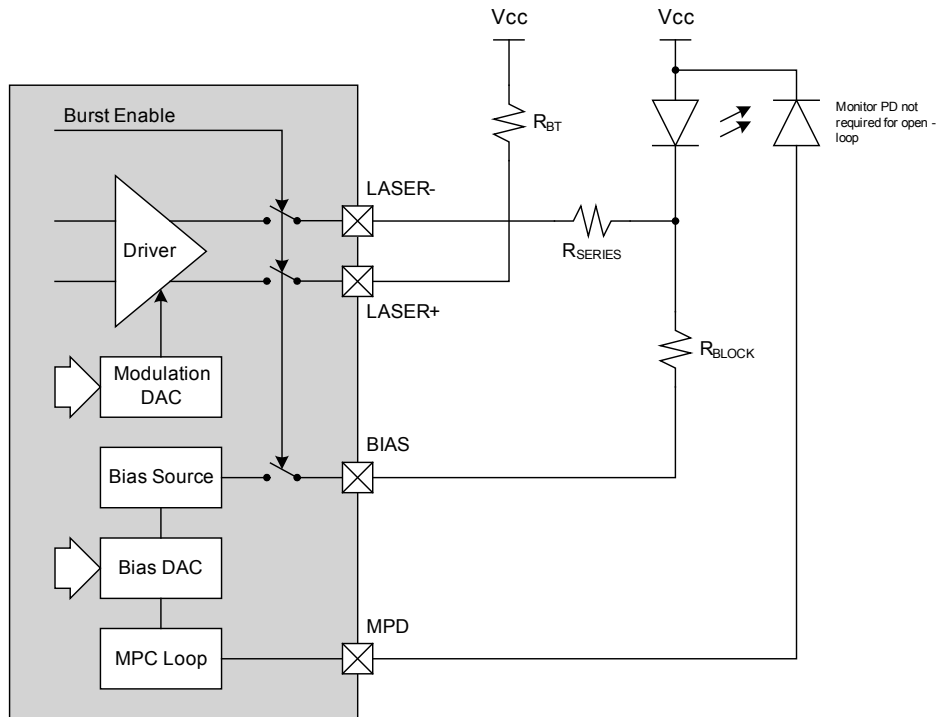 Vcc
Vcc
Burst Enable
RBT
Monitor PD not
required for open -
loop
LASER-
Driver
RSERIES
LASER+
RBLOCK
Modulation
DAC
BIAS
Bias Source
Bias DAC
MPD
MPC Loop